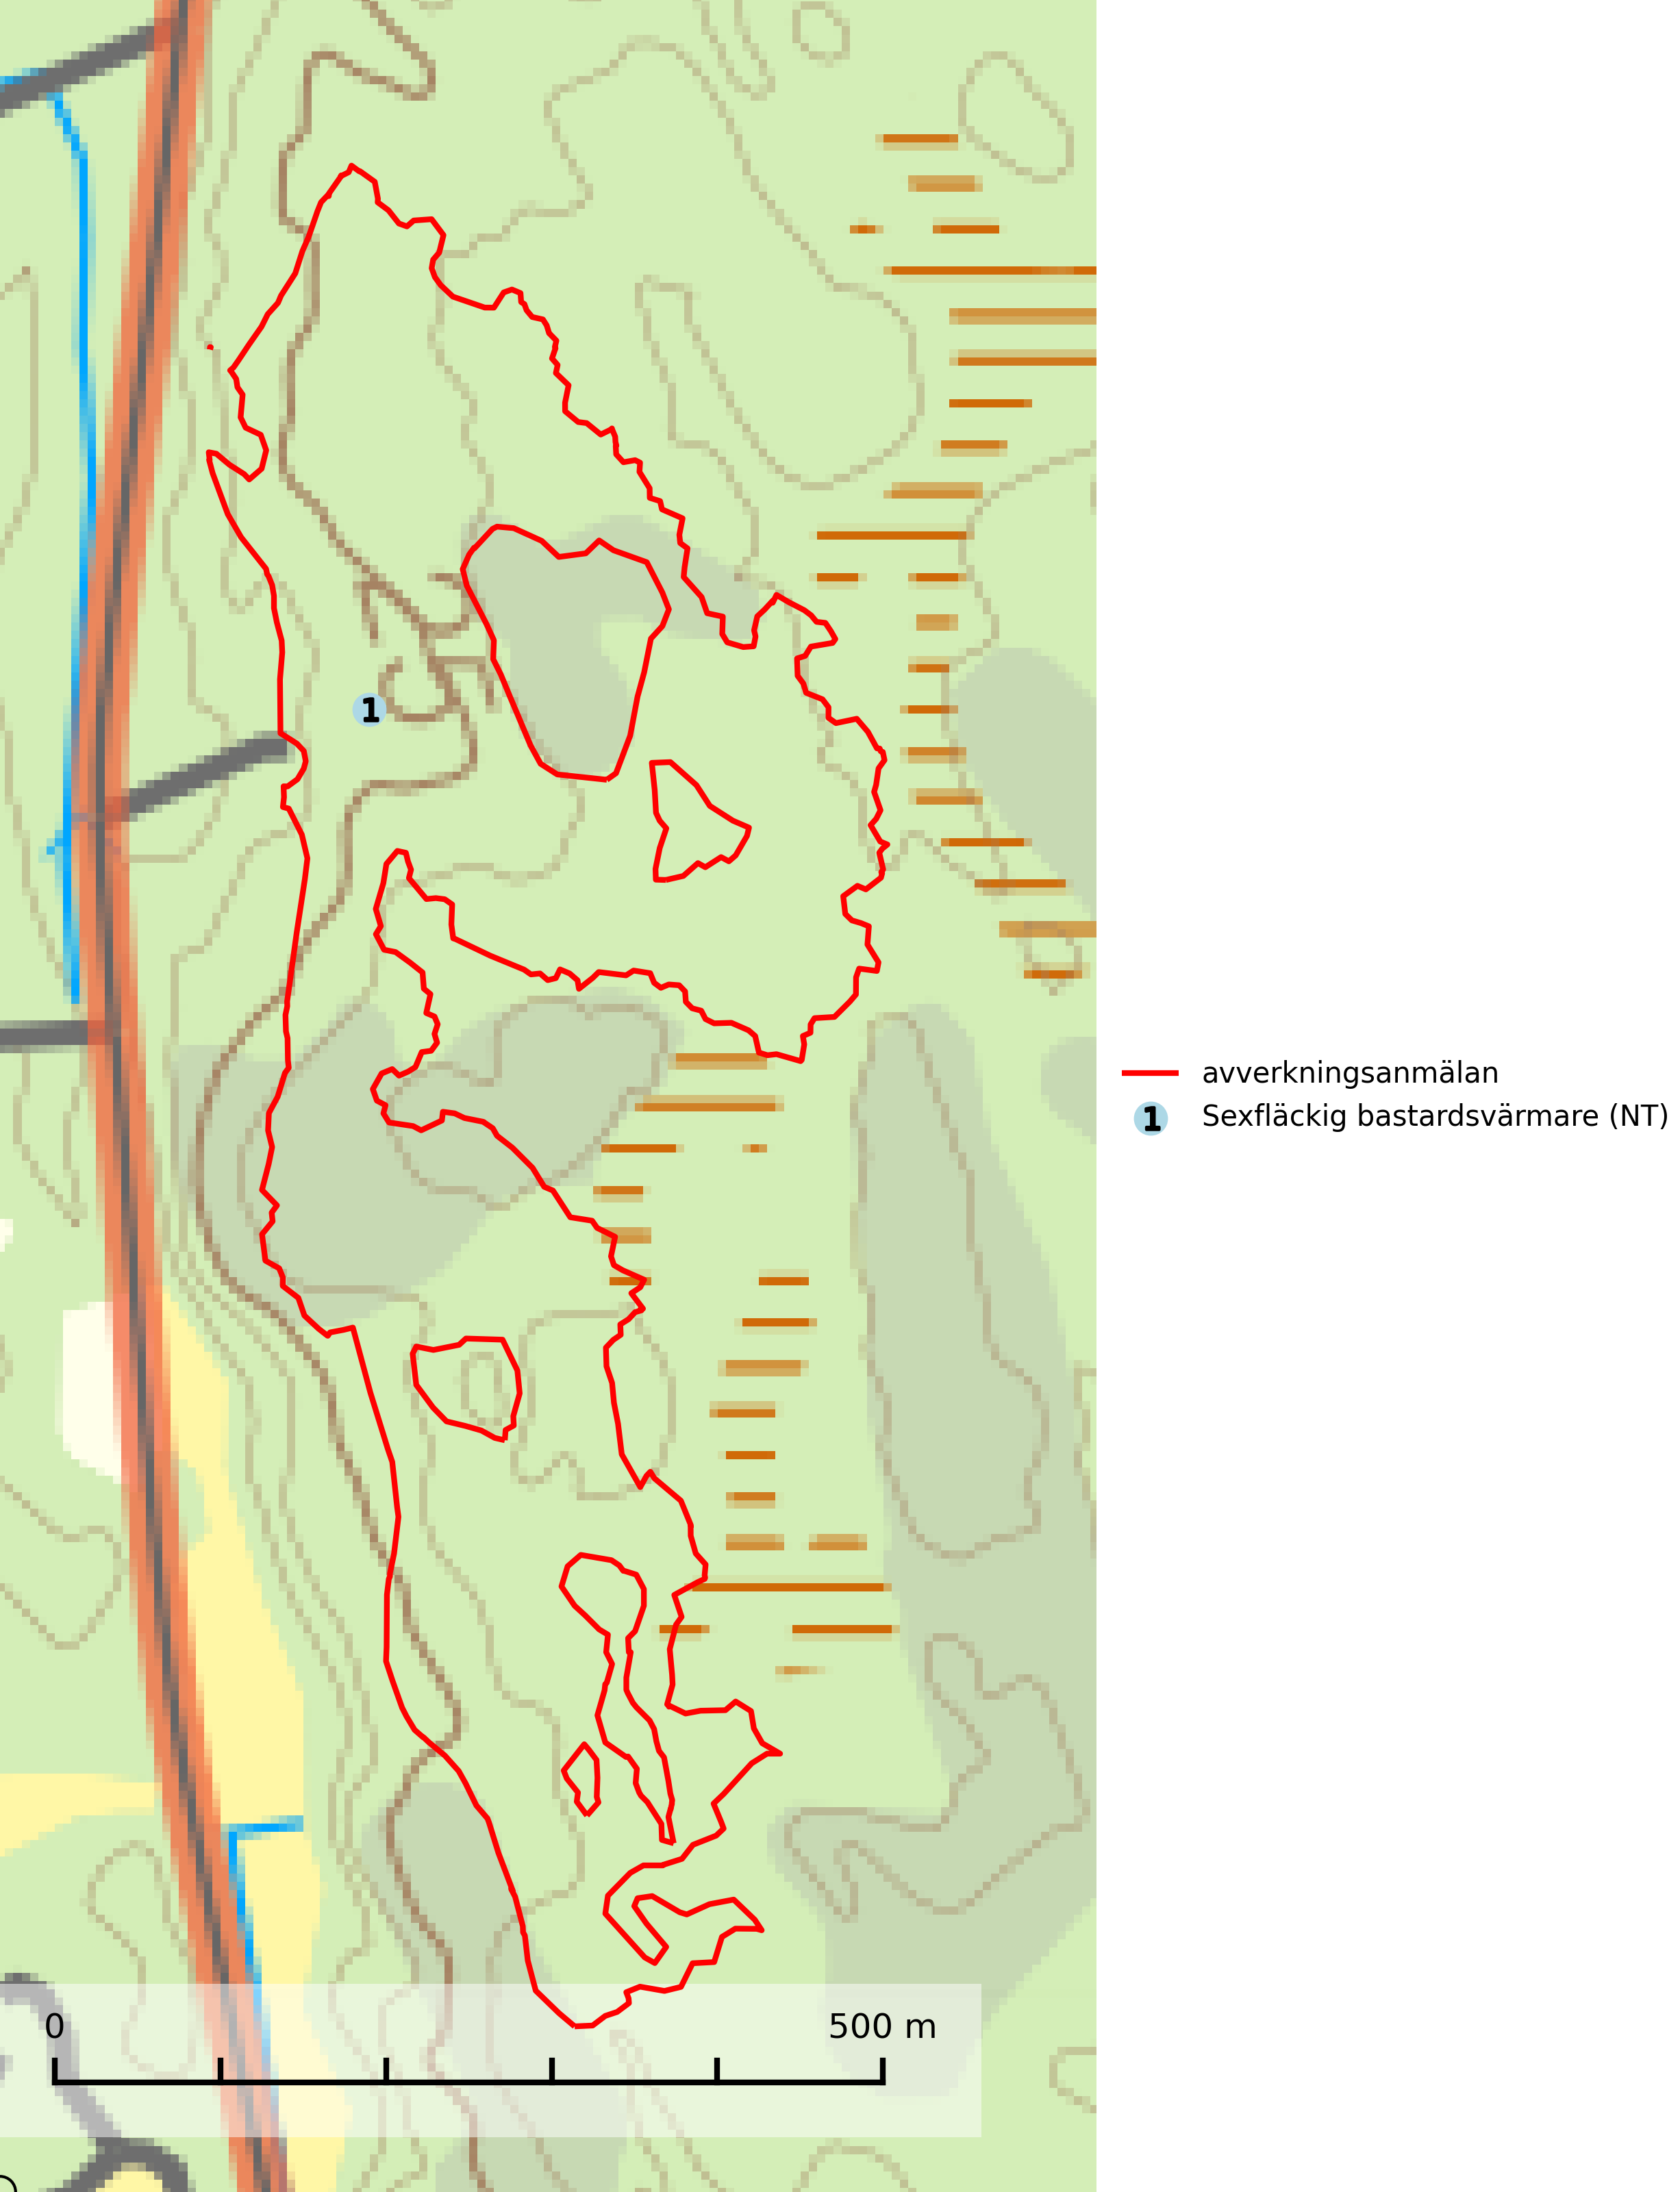 1
avverkningsanmälan
1 Sexfläckig bastardsvärmare (NT)
0 500 m